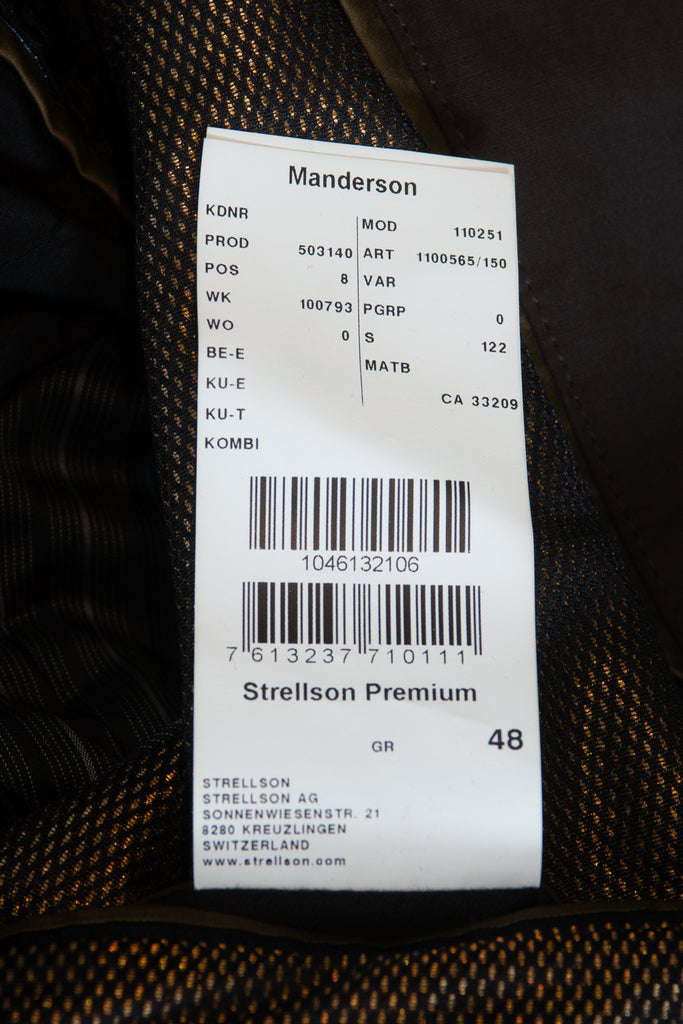 Manderson
KDNR
PROD 503140
POS 8
WK 100793
WO 0
BE-E
KU-E
KU-T
KOMBI
MOD 110251
ART 1100565/150
VAR
PGRP 0
S 122
MATB
CA 33209
1046132106
7 613237 710111
Strellson Premium
GR 48
STRELLSON
STRELLSON AG
SONNENWIESENSTR. 21
8280 KREUZLINGEN
SWITZERLAND
www.strellson.com